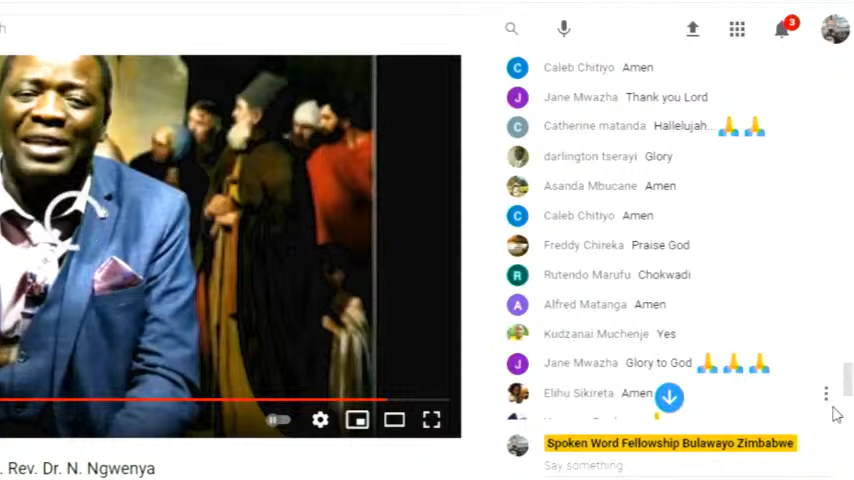 h
3
C Caleb Chitiyo Amen
J Jane Mwazha Thank you Lord
Catherine matanda Hallelujah...
darlington tserayi Glory
Asanda Mbucane Amen
C Caleb Chitiyo Amen
Freddy Chireka Praise God
R Rutendo Marufu Chokwadi
A Alfred Matanga Amen
Kudzanai Muchenje Yes
J Jane Mwazha Glory to God
Elihu Sikireta Amen
Spoken Word Fellowship Bulawayo Zimbabwe
Say something
. Rev. Dr. N. Ngwenya